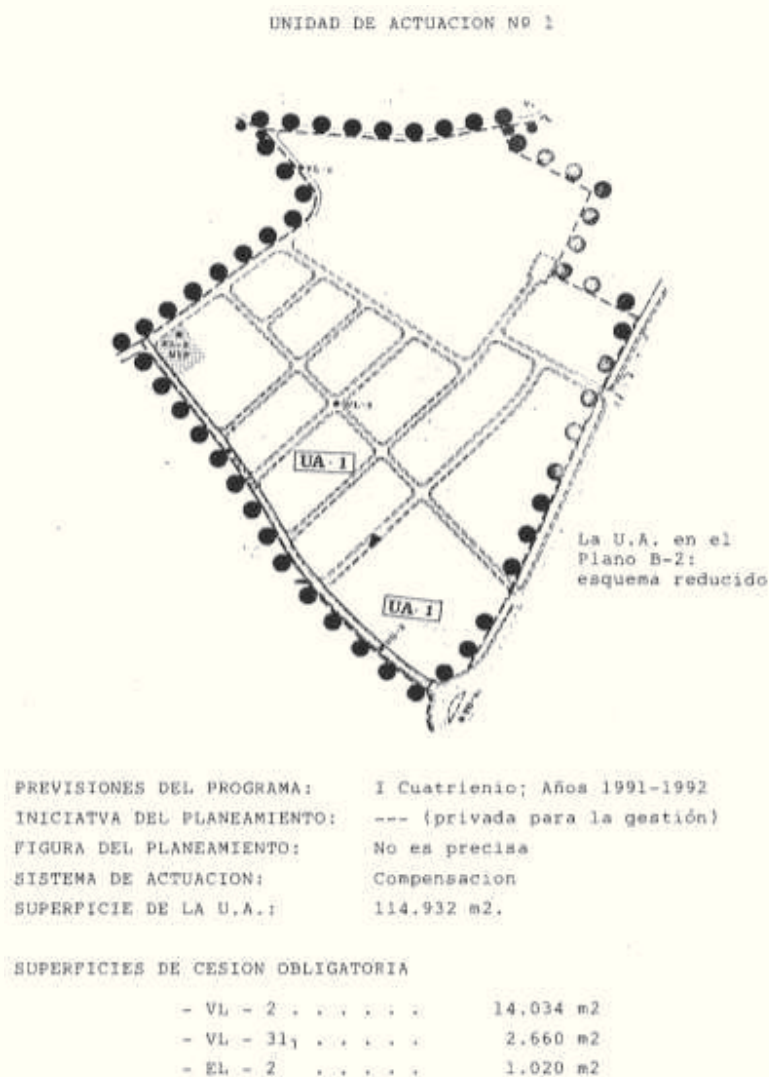 UNIDAD DE ACTUACION Nº 1
UA-1
La U.A. en el
Plano B-2:
esquema reducido
UA-1
PREVISIONES DEL PROGRAMA: I Cuatrienio; Años 1991-1992
INICIATVA DEL PLANEAMIENTO: --- (privada para la gestión)
FIGURA DEL PLANEAMIENTO: No es precisa
SISTEMA DE ACTUACION: Compensacion
SUPERFICIE DE LA U.A.: 114.932 m2.
SUPERFICIES DE CESION OBLIGATORIA
- VL - 2 . . . . . . 14.034 m2
- VL - 31₁ . . . . . 2.660 m2
- EL - 2 . . . . . 1.020 m2